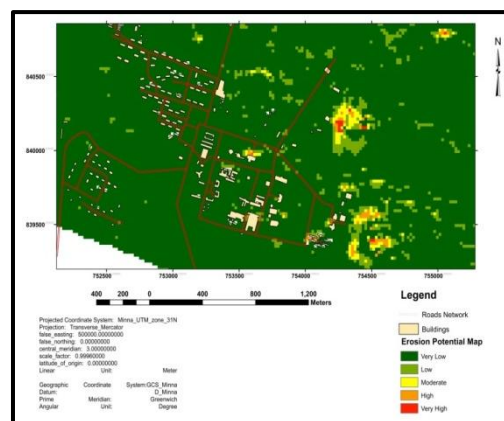 N
840500
840000
839500
752500 753000 753500 754000 754500 755000
400 200 0 400 800 1,200
Meters
Projected Coordinate System: Minna_UTM_zone_31N
Projection: Transverse_Mercator
false_easting: 500000.00000000
false_northing: 0.00000000
central_meridian: 3.00000000
scale_factor: 0.99960000
latitude_of_origin: 0.00000000
Linear Unit: Meter
Geographic Coordinate System:GCS_Minna
Datum: D_Minna
Prime Meridian: Greenwich
Angular Unit: Degree
Legend
Roads Network
Buildings
Erosion Potential Map
Very Low
Low
Moderate
High
Very High